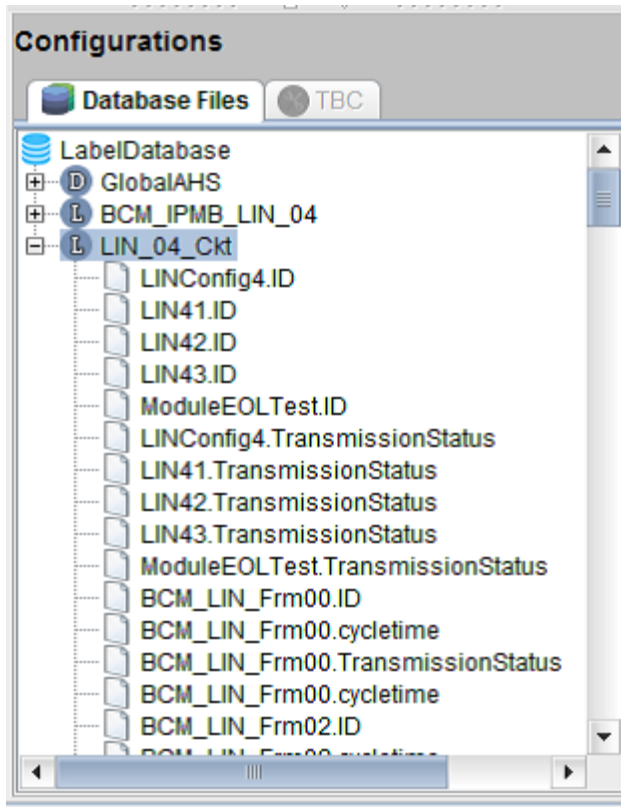 Configurations
Database Files TBC
LabelDatabase
D GlobalAHS
L BCM_IPMB_LIN_04
L LIN_04_Ckt
LINConfig4.ID
LIN41.ID
LIN42.ID
LIN43.ID
ModuleEOLTest.ID
LINConfig4.TransmissionStatus
LIN41.TransmissionStatus
LIN42.TransmissionStatus
LIN43.TransmissionStatus
ModuleEOLTest.TransmissionStatus
BCM_LIN_Frm00.ID
BCM_LIN_Frm00.cycletime
BCM_LIN_Frm00.TransmissionStatus
BCM_LIN_Frm00.cycletime
BCM_LIN_Frm02.ID